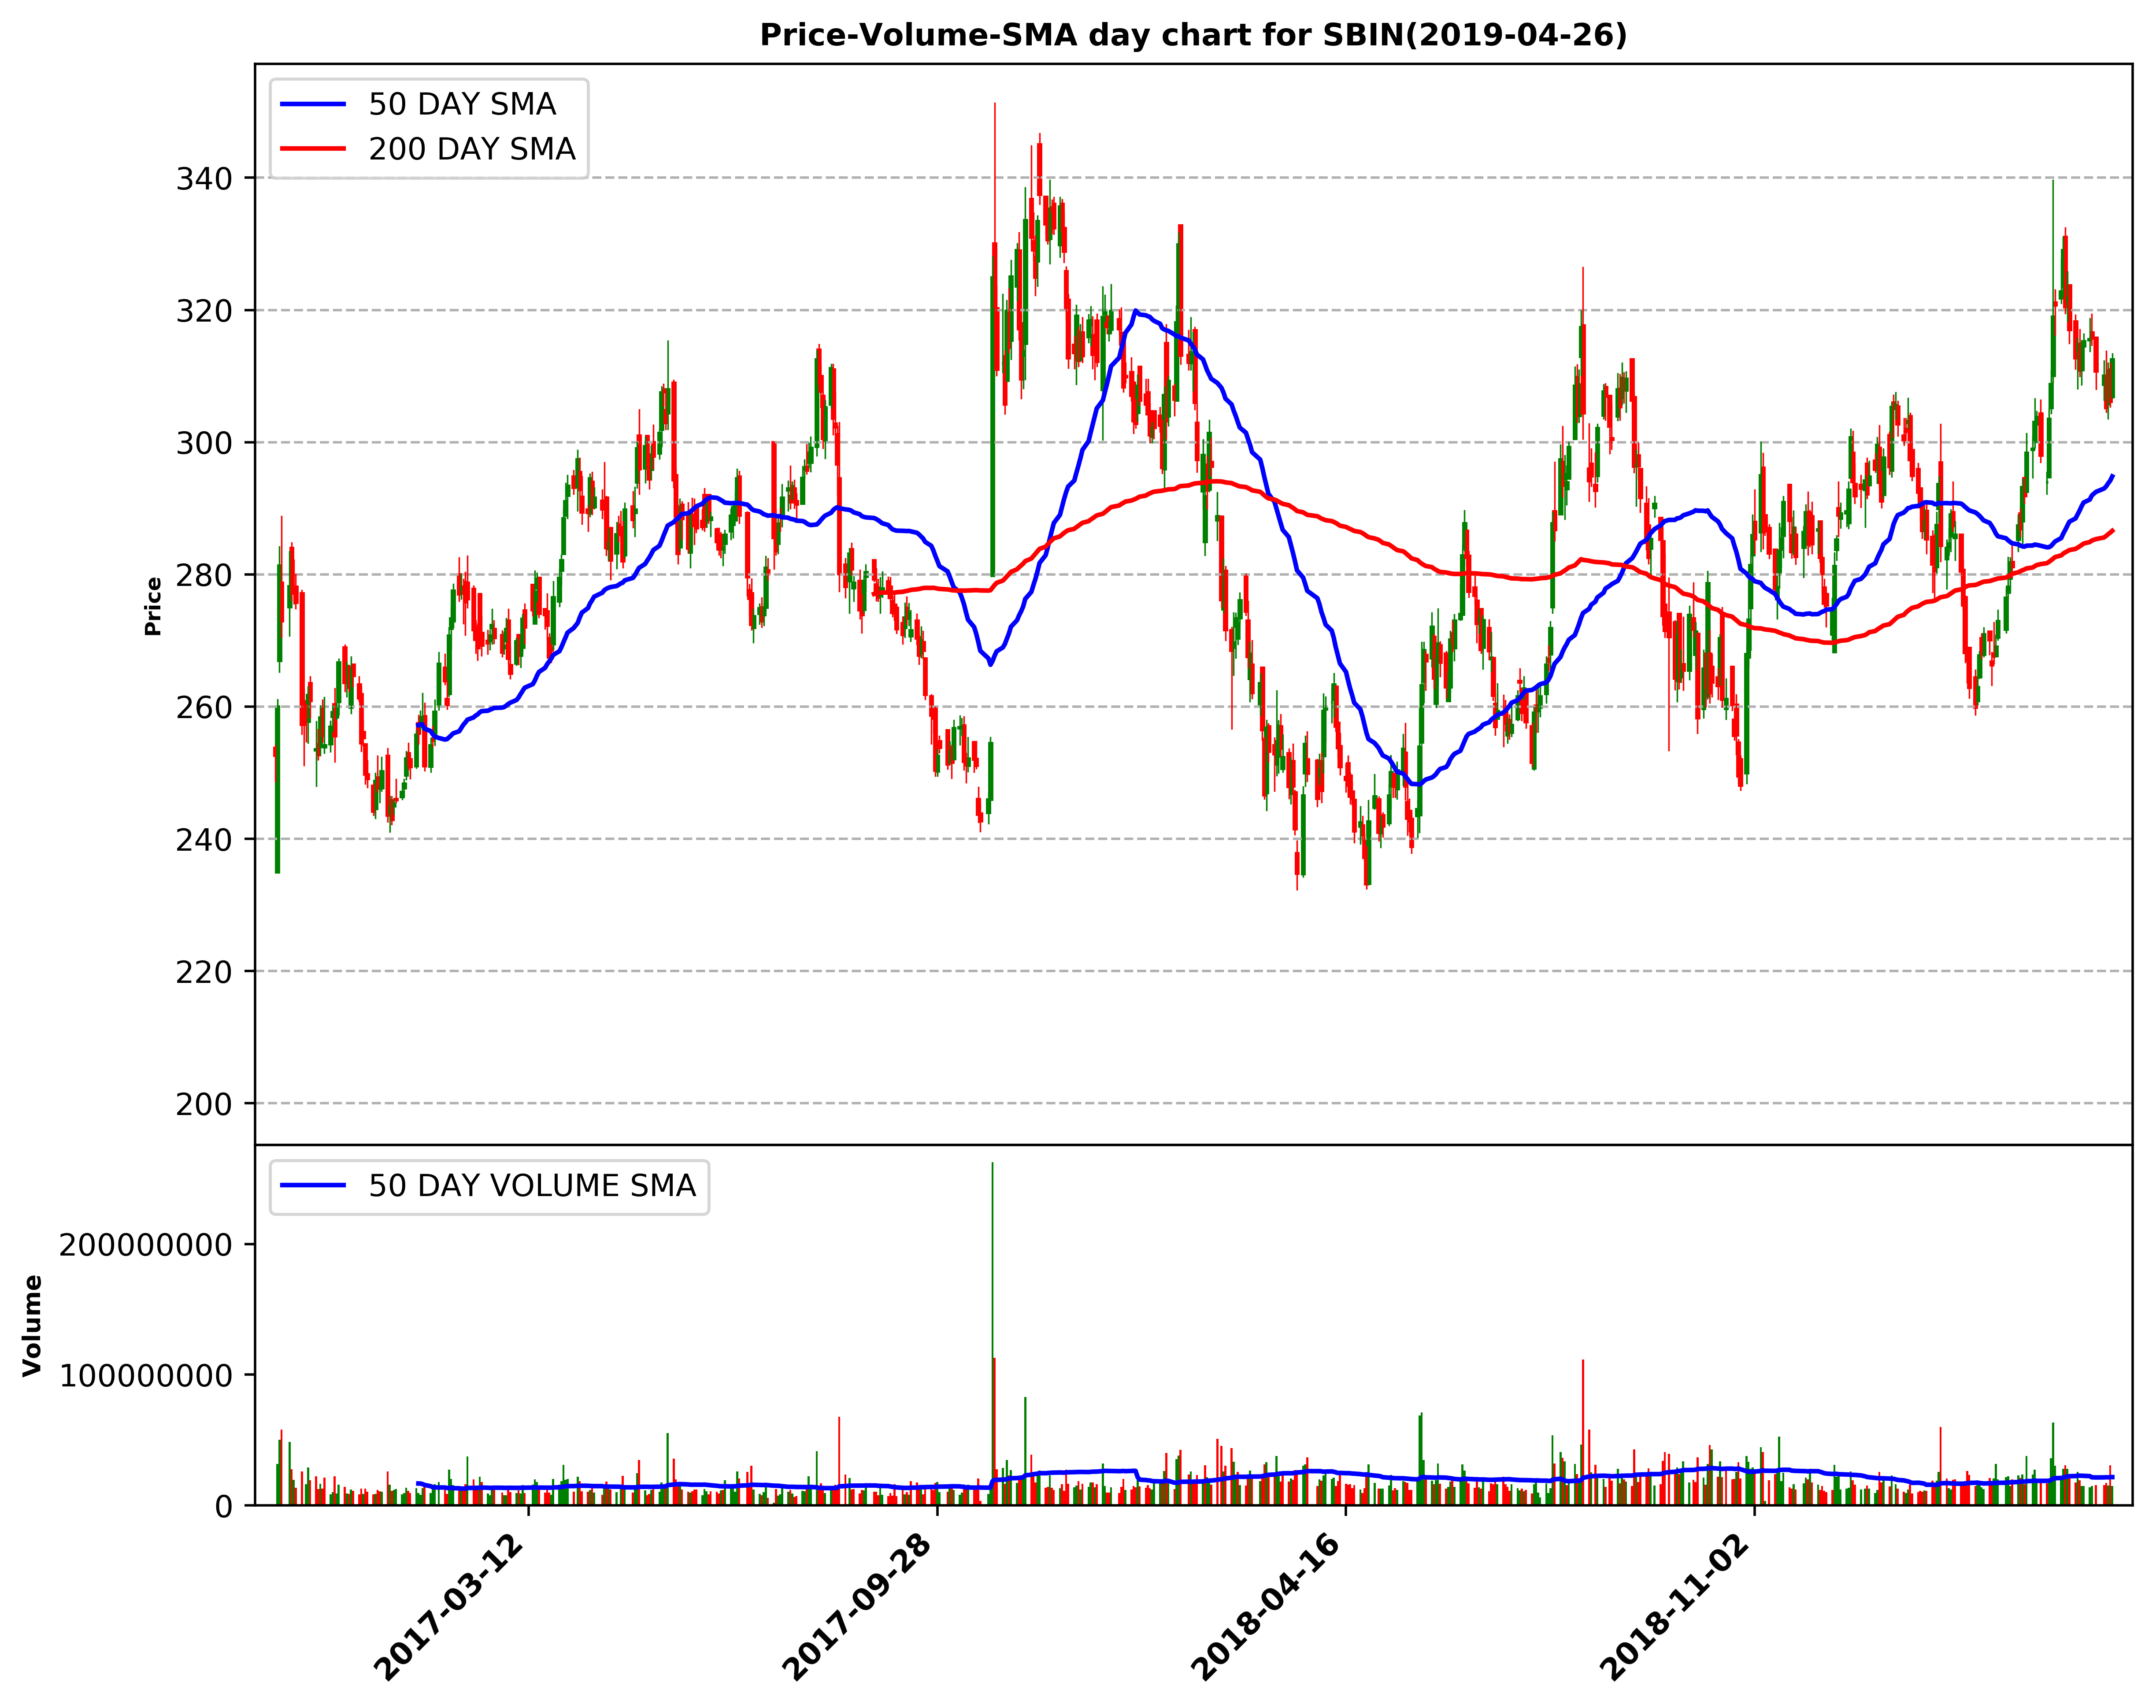 Price-Volume-SMA day chart for SBIN(2019-04-26)
50 DAY SMA
200 DAY SMA
340
320
300
280
260
240
220
200
Price
50 DAY VOLUME SMA
200000000
100000000
0
Volume
2017-03-12
2017-09-28
2018-04-16
2018-11-02